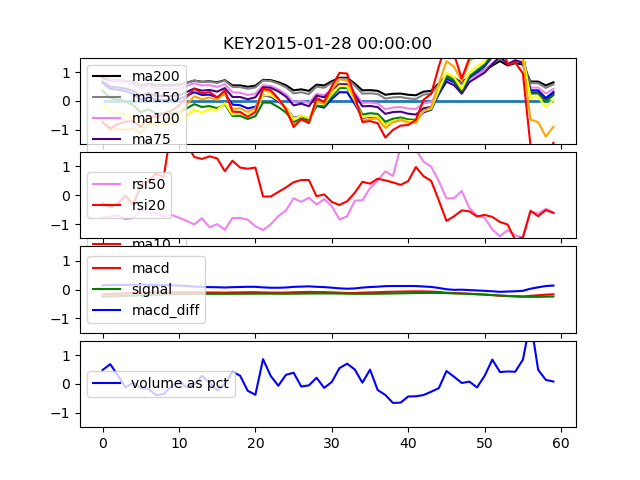 KEY2015-01-28 00:00:00
1
0
−1
ma200
ma150
ma100
ma75
1
0
−1
rsi50
rsi20
ma10
1
0
−1
macd
signal
macd_diff
1
0
−1
volume as pct
0 10 20 30 40 50 60